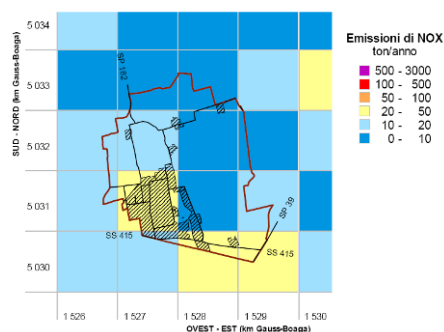 Emissioni di NOX
ton/anno
500 - 3000
100 - 500
50 - 100
20 - 50
10 - 20
0 - 10
SUD - NORD (km Gauss-Boaga)
5 034
5 033
5 032
5 031
5 030
SP 182
SP 39
SS 415
SS 415
1 526
1 527
1 528
1 529
1 530
OVEST - EST (km Gauss-Boaga)